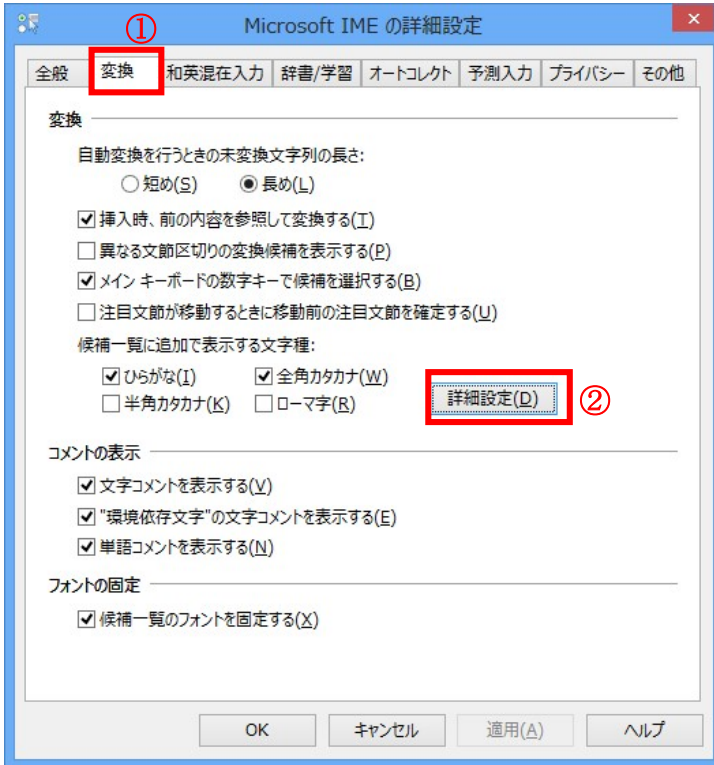 ①
Microsoft IME の詳細設定
全般 変換 和英混在入力 辞書/学習 オートコレクト 予測入力 プライバシー その他
変換
自動変換を行うときの未変換文字列の長さ:
短め(S) 長め(L)
挿入時、前の内容を参照して変換する(T)
異なる文節区切りの変換候補を表示する(P)
メイン キーボードの数字キーで候補を選択する(B)
注目文節が移動するときに移動前の注目文節を確定する(U)
候補一覧に追加で表示する文字種:
ひらがな(I) 全角カタカナ(W)
半角カタカナ(K) ローマ字(R)
詳細設定(D) ②
コメントの表示
文字コメントを表示する(V)
"環境依存文字"の文字コメントを表示する(E)
単語コメントを表示する(N)
フォントの固定
候補一覧のフォントを固定する(X)
OK キャンセル 適用(A) ヘルプ